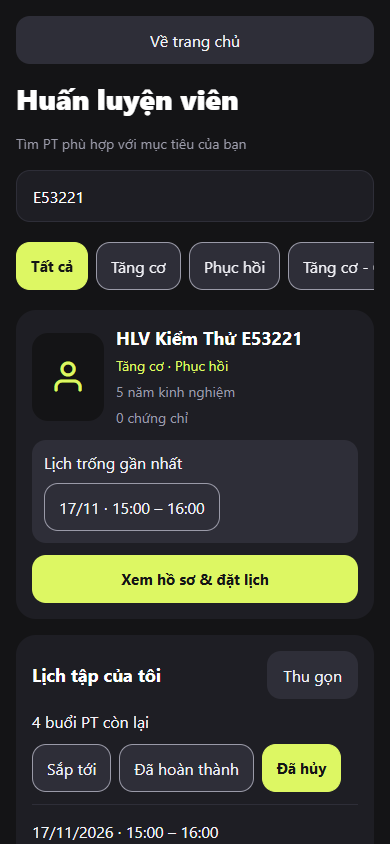 Về trang chủ
Huấn luyện viên
Tìm PT phù hợp với mục tiêu của bạn
E53221
Tất cả
Tăng cơ
Phục hồi
Tăng cơ -
HLV Kiểm Thử E53221
Tăng cơ · Phục hồi
5 năm kinh nghiệm
0 chứng chỉ
Lịch trống gần nhất
17/11 · 15:00 – 16:00
Xem hồ sơ & đặt lịch
Lịch tập của tôi
Thu gọn
4 buổi PT còn lại
Sắp tới
Đã hoàn thành
Đã hủy
17/11/2026 · 15:00 – 16:00